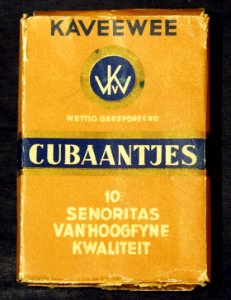 KAVEEWEE
KVW
WETTIG GEDEPONEERD
CUBAANTJES
10
SENORITAS
VAN HOOGFYNE
KWALITEIT